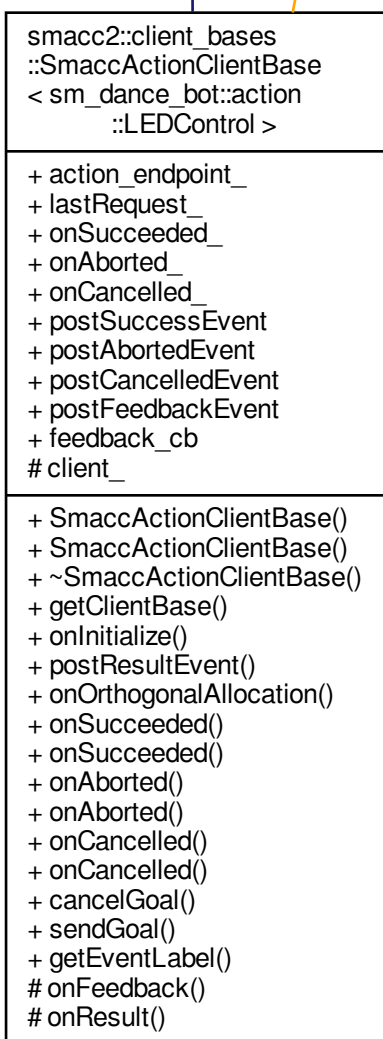 smacc2::client_bases
::SmaccActionClientBase
< sm_dance_bot::action
::LEDControl >
+ action_endpoint_
+ lastRequest_
+ onSucceeded_
+ onAborted_
+ onCancelled_
+ postSuccessEvent
+ postAbortedEvent
+ postCancelledEvent
+ postFeedbackEvent
+ feedback_cb
# client_
+ SmaccActionClientBase()
+ SmaccActionClientBase()
+ ~SmaccActionClientBase()
+ getClientBase()
+ onInitialize()
+ postResultEvent()
+ onOrthogonalAllocation()
+ onSucceeded()
+ onSucceeded()
+ onAborted()
+ onAborted()
+ onCancelled()
+ onCancelled()
+ cancelGoal()
+ sendGoal()
+ getEventLabel()
# onFeedback()
# onResult()